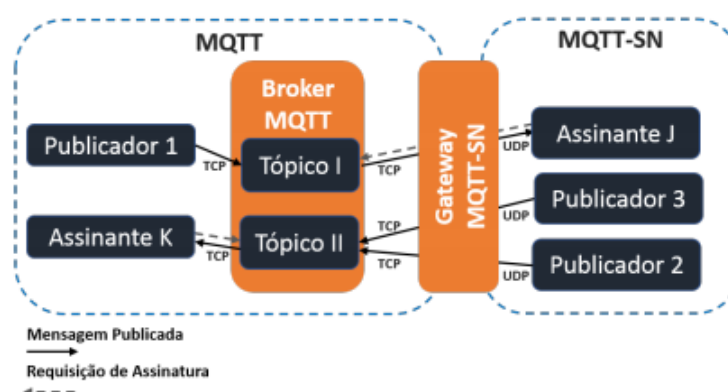 MQTT
MQTT-SN
Broker
MQTT
Publicador 1
TCP
Tópico I
TCP
Gateway
MQTT-SN
UDP
Assinante J
Publicador 3
UDP
Assinante K
TCP
Tópico II
TCP
TCP
UDP
Publicador 2
Mensagem Publicada
Requisição de Assinatura